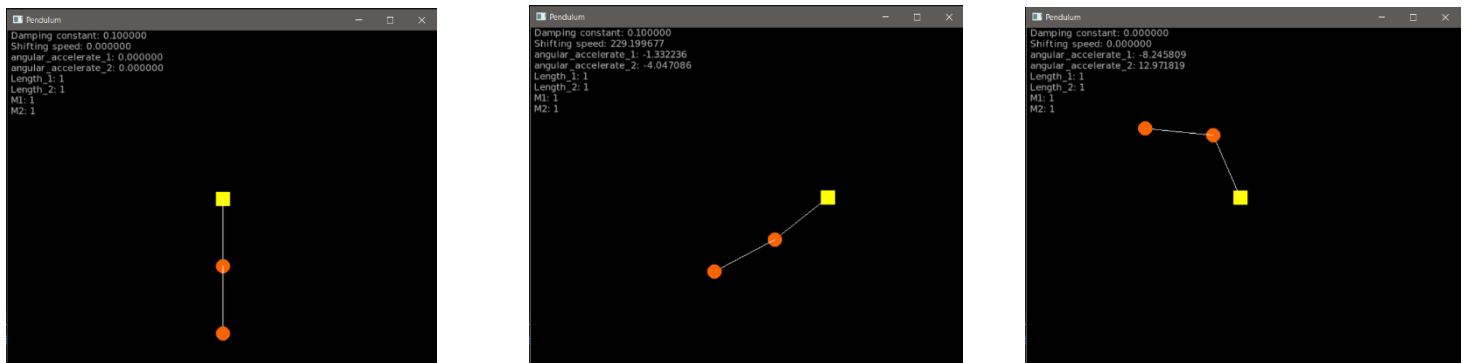 Pendulum
Damping constant: 0.100000
Shifting speed: 0.000000
angular_accelerate_1: 0.000000
angular_accelerate_2: 0.000000
Length_1: 1
Length_2: 1
M1: 1
M2: 1
Pendulum
Damping constant: 0.100000
Shifting speed: 229.199677
angular_accelerate_1: -1.332236
angular_accelerate_2: -4.047086
Length_1: 1
Length_2: 1
M1: 1
M2: 1
Pendulum
Damping constant: 0.000000
Shifting speed: 0.000000
angular_accelerate_1: -8.245809
angular_accelerate_2: 12.971819
Length_1: 1
Length_2: 1
M1: 1
M2: 1